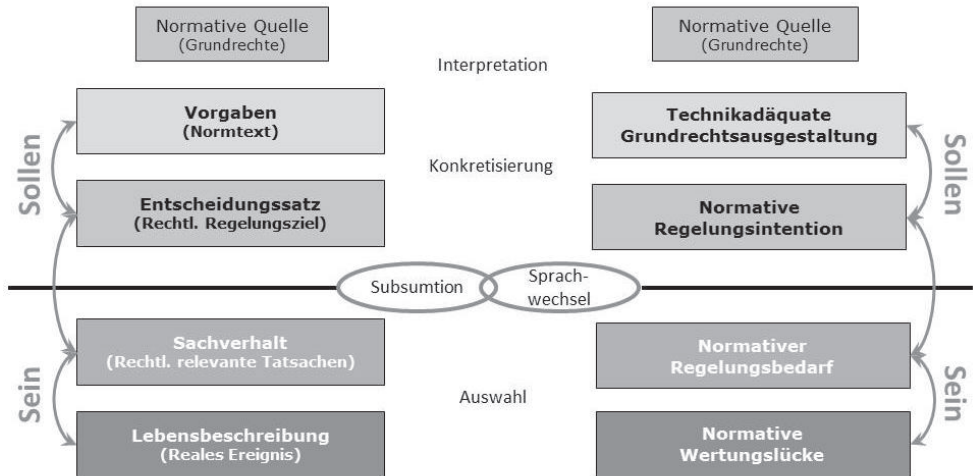 Normative Quelle
(Grundrechte)
Normative Quelle
(Grundrechte)
Interpretation
Vorgaben
(Normtext)
Technikadäquate
Grundrechtsausgestaltung
Sollen
Sollen
Konkretisierung
Entscheidungssatz
(Rechtl. Regelungsziel)
Normative
Regelungsintention
Subsumtion
Sprach-
wechsel
Sachverhalt
(Rechtl. relevante Tatsachen)
Normativer
Regelungsbedarf
Sein
Sein
Auswahl
Lebensbeschreibung
(Reales Ereignis)
Normative
Wertungslücke